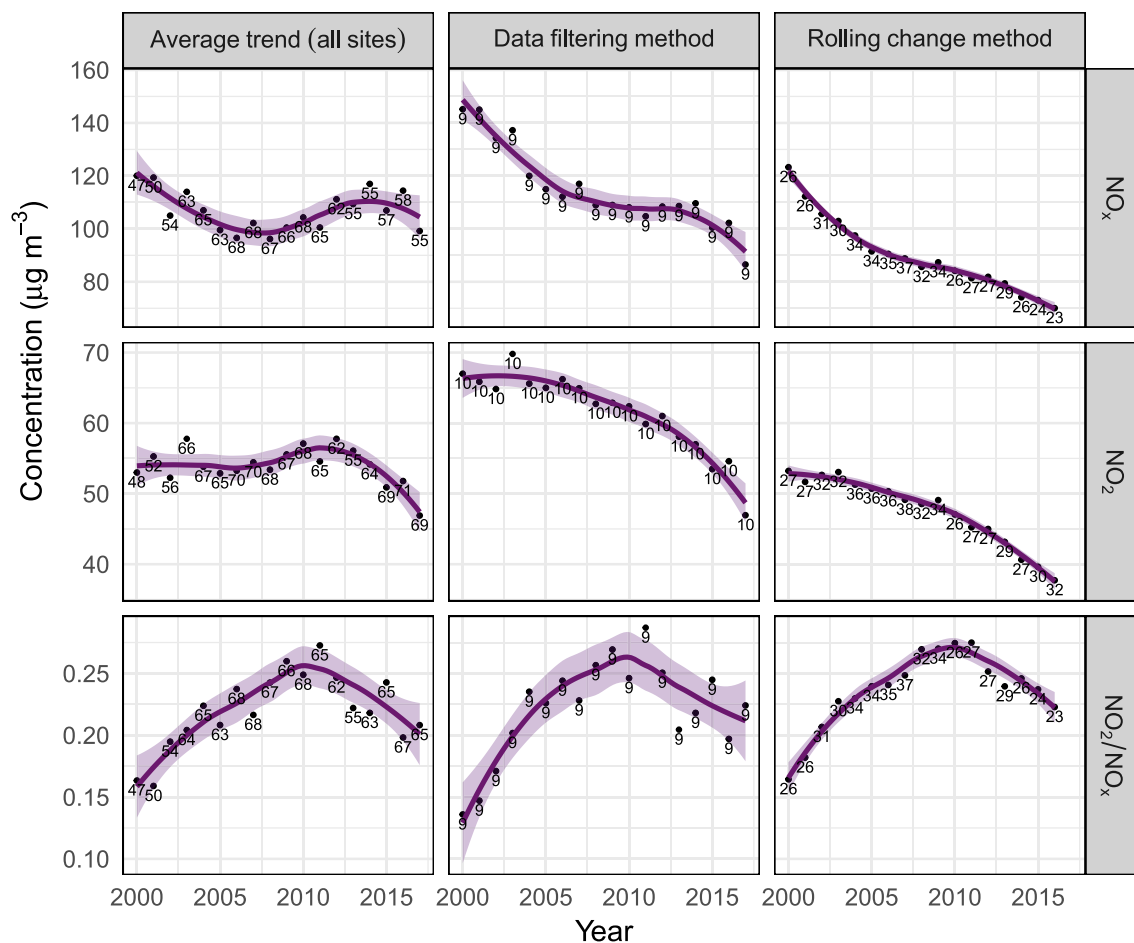 Average trend (all sites) Data filtering method Rolling change method
Concentration (µg m⁻³)
160
140
120
100
80
47 50 54 63 65 63 68 68 67 66 68 65 62 55 55 57 58 55
9 9 9 9 9 9 9 9 9 9 9 9 9 9 9 9 9 9
26 26 31 30 34 34 35 37 32 34 26 27 27 29 26 24 23
NOₓ
70
60
50
40
48 52 56 66 67 65 70 70 68 67 68 65 62 55 64 69 71 69
10 10 10 10 10 10 10 10 10 10 10 10 10 10 10 10 10 10
27 27 32 32 36 36 36 38 32 34 26 27 27 29 27 30 32
NO₂
0.25
0.20
0.15
0.10
47 50 54 64 65 63 68 68 67 66 68 65 62 55 63 65 67 65
9 9 9 9 9 9 9 9 9 9 9 9 9 9 9 9 9 9
26 26 31 30 34 34 35 37 32 34 26 27 27 29 26 24 23
NO₂/NOₓ
2000 2005 2010 2015 2000 2005 2010 2015 2000 2005 2010 2015
Year